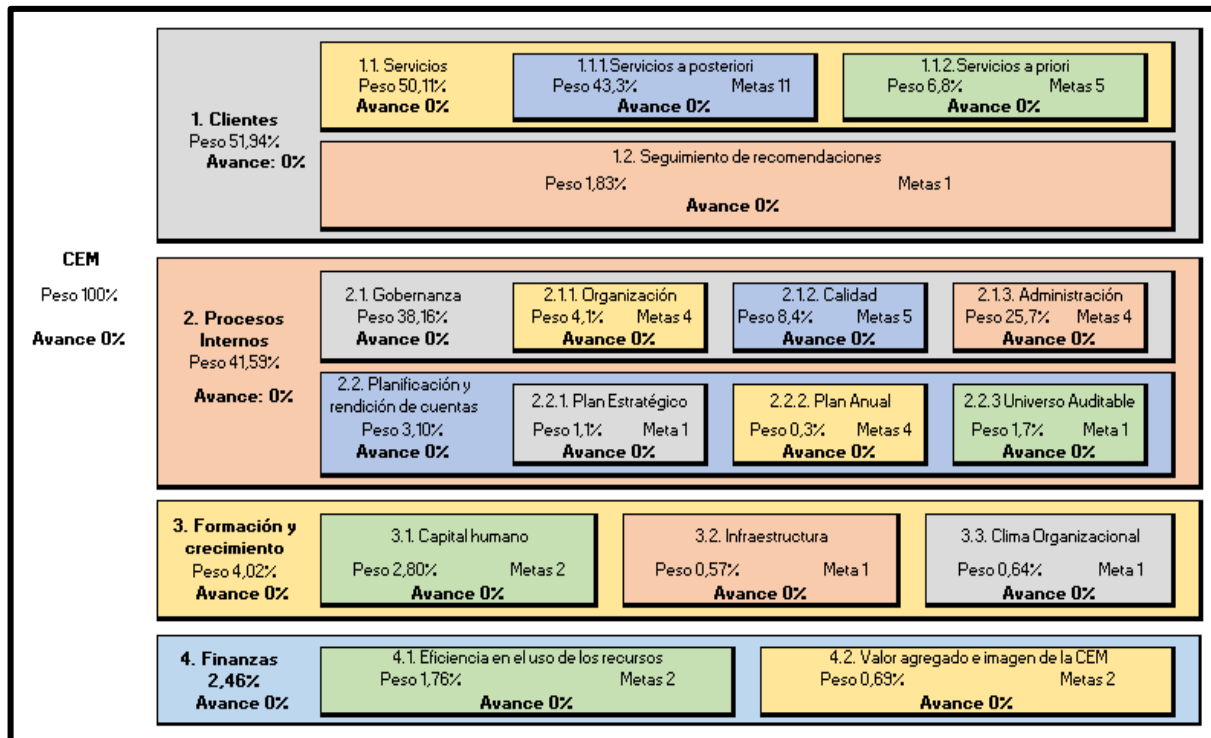 CEM
Peso 100%
Avance 0%
1. Clientes
Peso 51,94%
Avance: 0%
1.1. Servicios
Peso 50,11%
Avance 0%
1.1.1.Servicios a posteriori
Peso 43,3% Metas 11
Avance 0%
1.1.2.Servicios a priori
Peso 6,8% Metas 5
Avance 0%
1.2. Seguimiento de recomendaciones
Peso 1,83% Metas 1
Avance 0%
2. Procesos
Internos
Peso 41,59%
Avance: 0%
2.1. Gobernanza
Peso 38,16%
Avance 0%
2.1.1. Organización
Peso 4,1% Metas 4
Avance 0%
2.1.2. Calidad
Peso 8,4% Metas 5
Avance 0%
2.1.3. Administración
Peso 25,7% Metas 4
Avance 0%
2.2. Planificación y
rendición de cuentas
Peso 3,10%
Avance 0%
2.2.1. Plan Estratégico
Peso 1,1% Meta 1
Avance 0%
2.2.2. Plan Anual
Peso 0,3% Metas 4
Avance 0%
2.2.3 Universo Auditable
Peso 1,7% Meta 1
Avance 0%
3. Formación y
crecimiento
Peso 4,02%
Avance 0%
3.1. Capital humano
Peso 2,80% Metas 2
Avance 0%
3.2. Infraestructura
Peso 0,57% Meta 1
Avance 0%
3.3. Clima Organizacional
Peso 0,64% Meta 1
Avance 0%
4. Finanzas
2,46%
Avance 0%
4.1. Eficiencia en el uso de los recursos
Peso 1,76% Metas 2
Avance 0%
4.2. Valor agregado e imagen de la CEM
Peso 0,69% Metas 2
Avance 0%